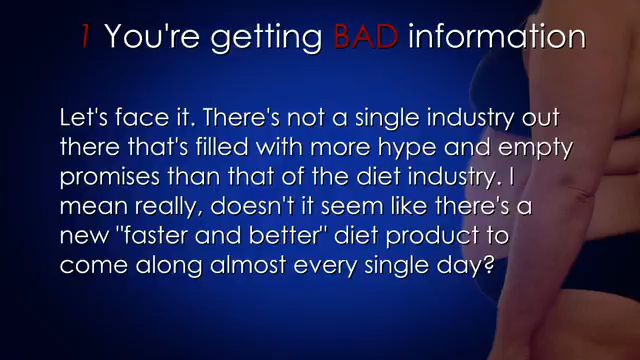 1 You're getting BAD information
Let's face it. There's not a single industry out
there that's filled with more hype and empty
promises than that of the diet industry. I
mean really, doesn't it seem like there's a
new "faster and better" diet product to
come along almost every single day?